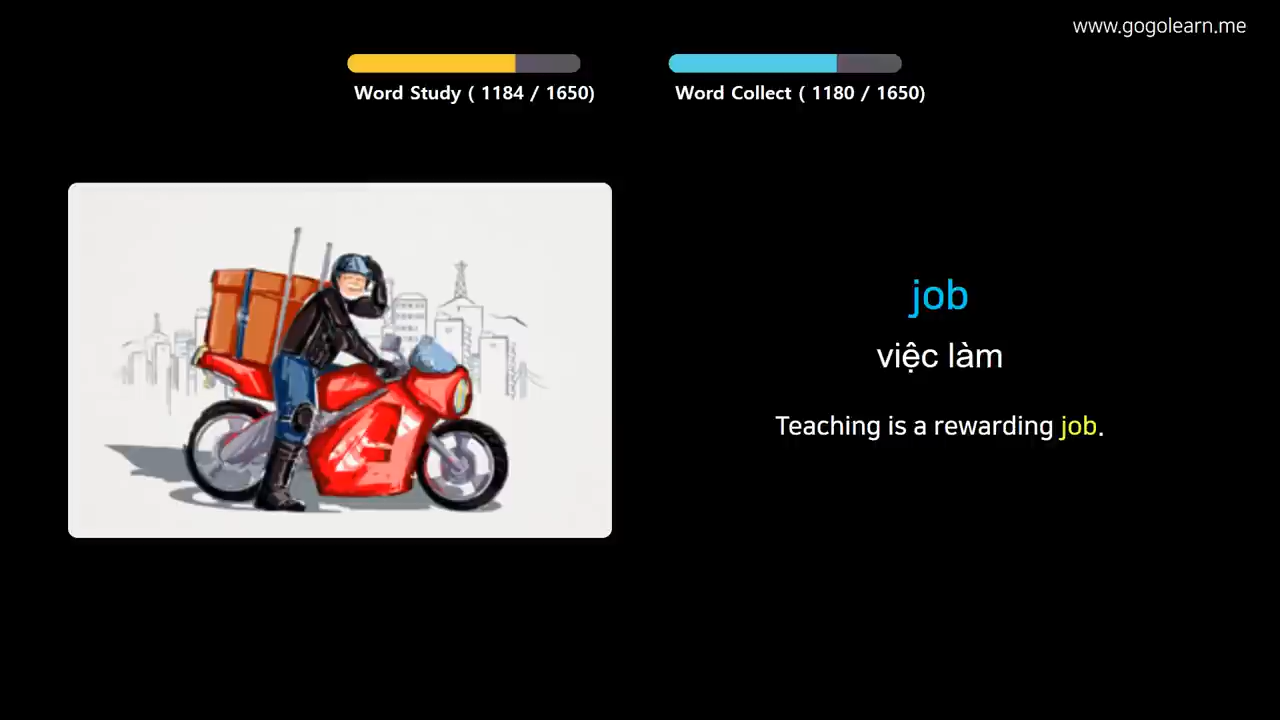 www.gogolearn.me
Word Study ( 1184 / 1650)
Word Collect ( 1180 / 1650)
job
việc làm
Teaching is a rewarding job.